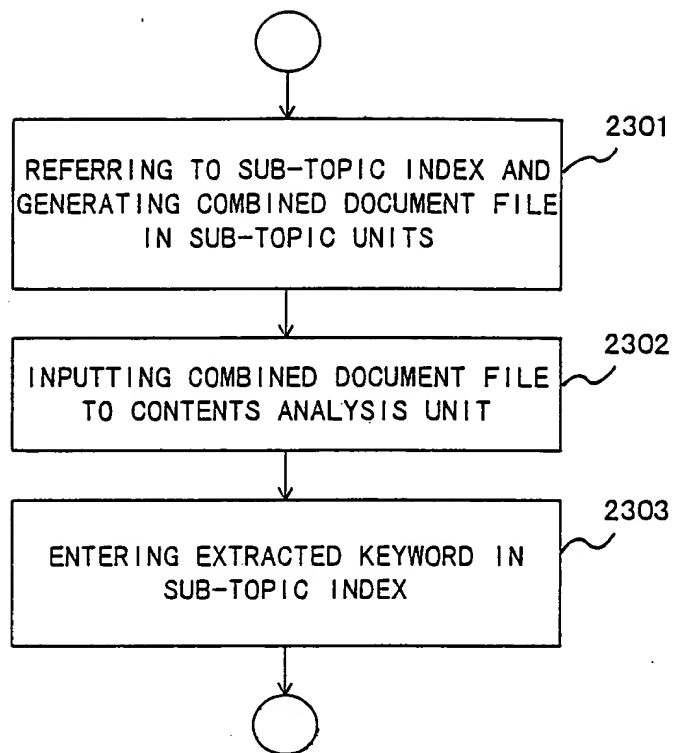 2301
REFERRING TO SUB-TOPIC INDEX AND
GENERATING COMBINED DOCUMENT FILE
IN SUB-TOPIC UNITS
2302
INPUTTING COMBINED DOCUMENT FILE
TO CONTENTS ANALYSIS UNIT
2303
ENTERING EXTRACTED KEYWORD IN
SUB-TOPIC INDEX